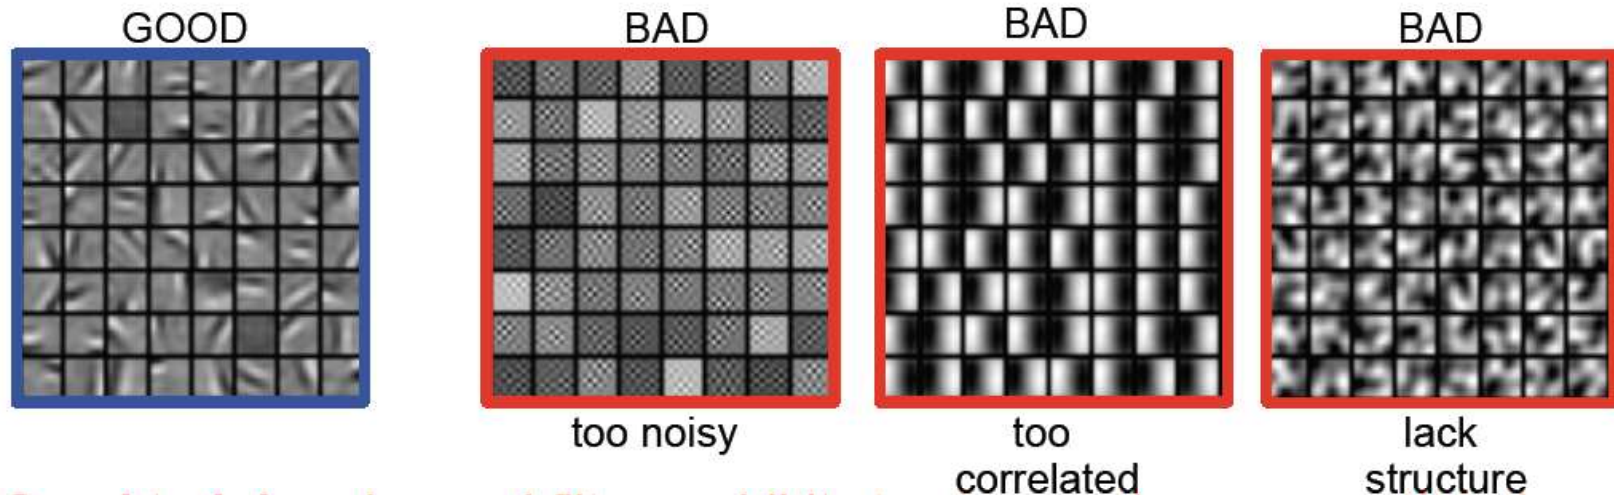 GOOD
BAD
BAD
BAD
too noisy
too
correlated
lack
structure